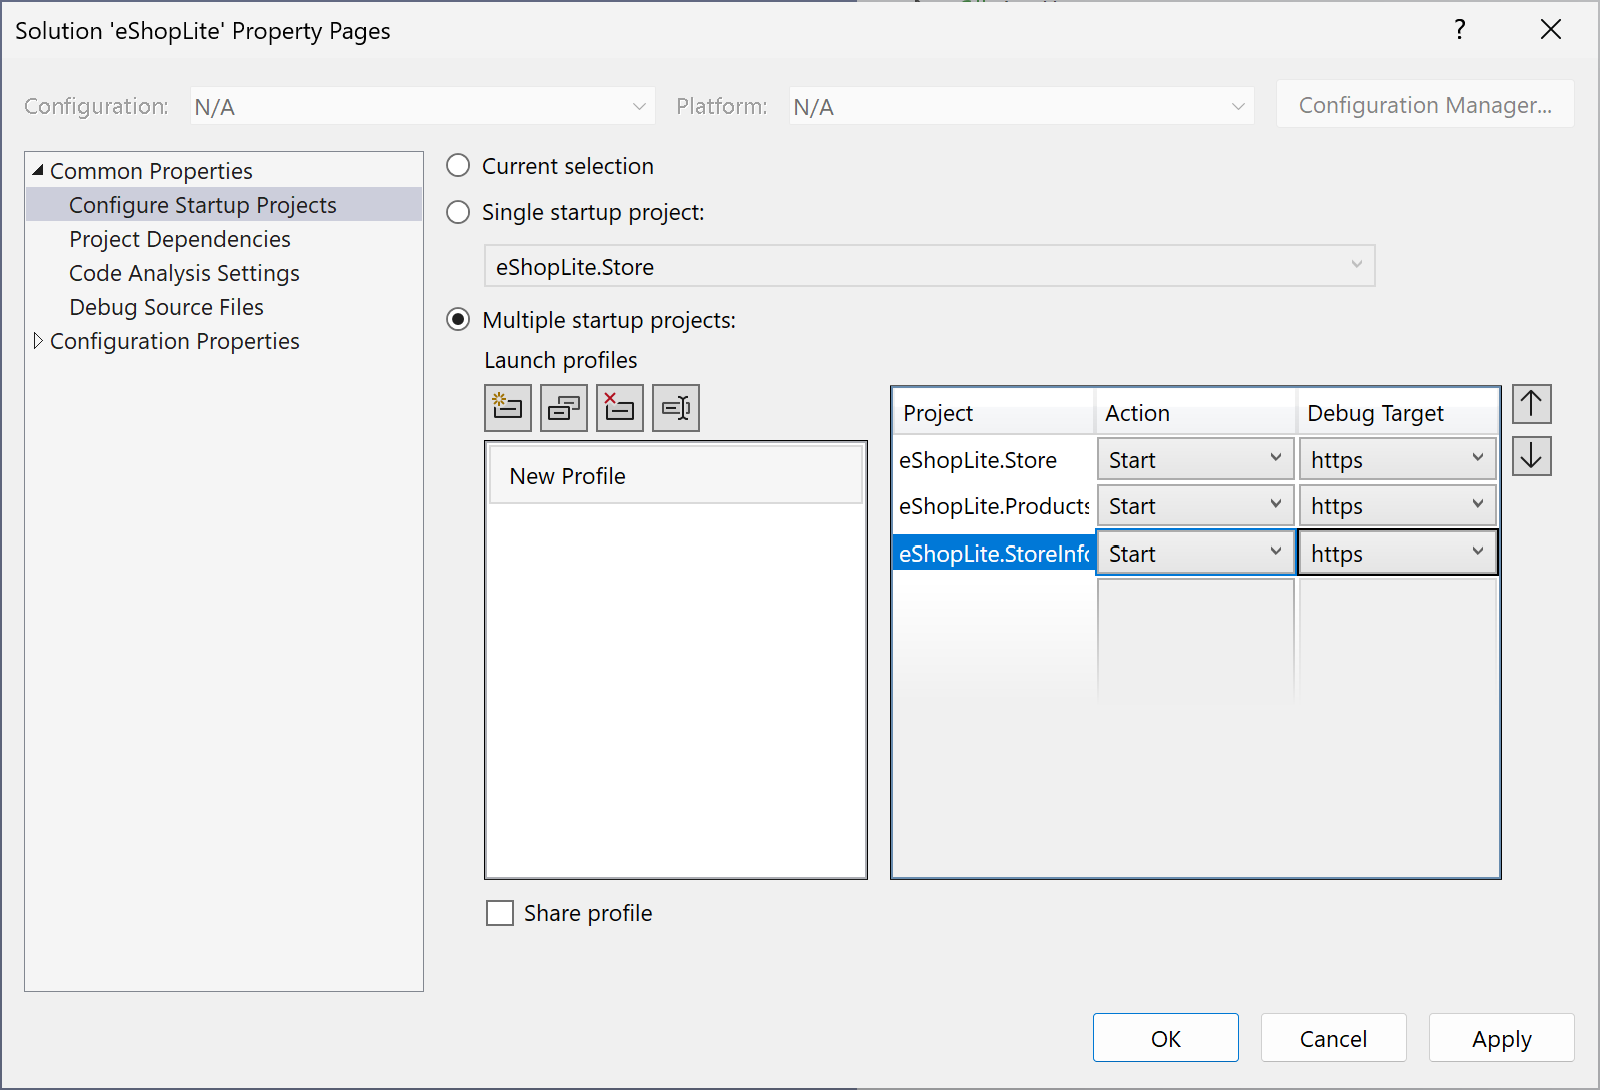 Solution 'eShopLite' Property Pages
?
Configuration: N/A Platform: N/A Configuration Manager...
Common Properties
Configure Startup Projects
Project Dependencies
Code Analysis Settings
Debug Source Files
Configuration Properties
Current selection
Single startup project:
eShopLite.Store
Multiple startup projects:
Launch profiles
New Profile
Project Action Debug Target
eShopLite.Store Start https
eShopLite.Products Start https
eShopLite.StoreInfo Start https
Share profile
OK Cancel Apply